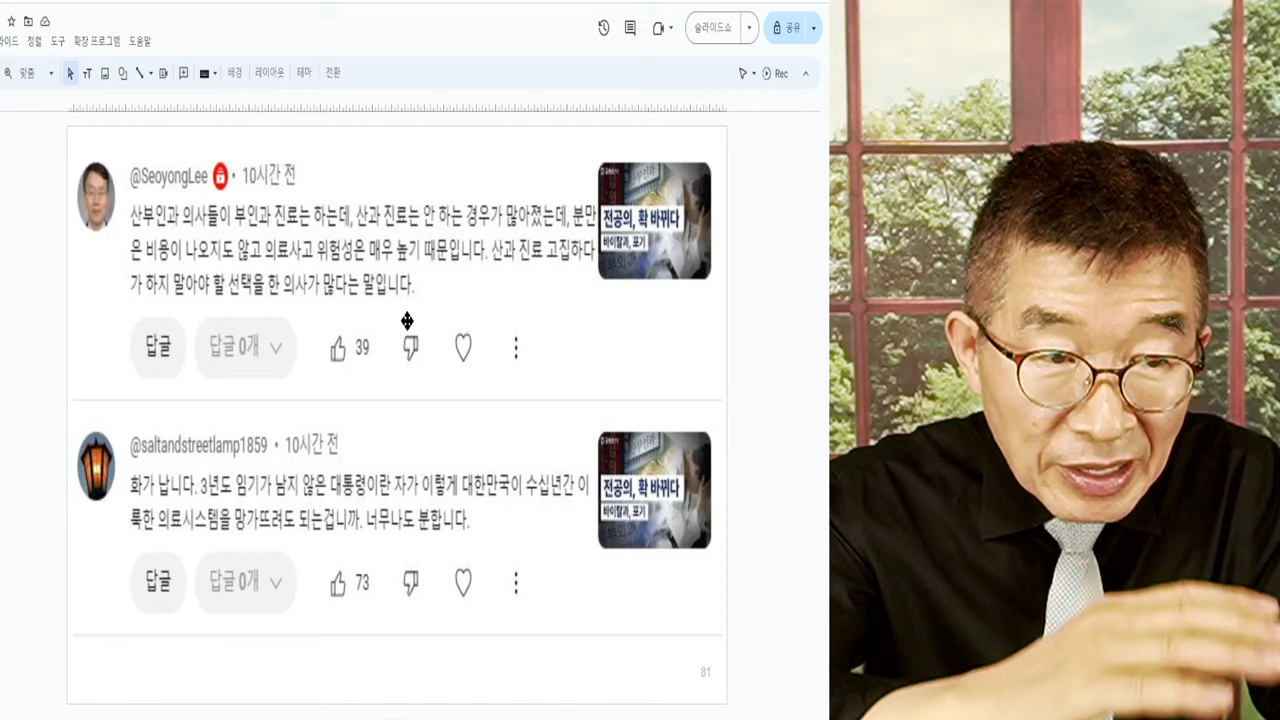 라이드 정렬 도구 확장 프로그램 도움말
슬라이드쇼
공유
맞춤
배경 레이아웃 테마 전환
Rec
@SeoyongLee • 10시간 전
산부인과 의사들이 부인과 진료는 하는데, 산과 진료는 안 하는 경우가 많아졌는데, 분만
은 비용이 나오지도 않고 의료사고 위험성은 매우 높기 때문입니다. 산과 진료 고집하다
가 하지 말아야 할 선택을 한 의사가 많다는 말입니다.
전공의, 확 바뀌다
바이탈과, 포기
답글
답글 0개
39
@saltandstreetlamp1859 • 10시간 전
화가 납니다. 3년도 임기가 남지 않은 대통령이란 자가 이렇게 대한민국이 수십년간 이
룩한 의료시스템을 망가뜨려도 되는겁니까. 너무나도 분합니다.
전공의, 확 바뀌다
바이탈과, 포기
답글
답글 0개
73
81